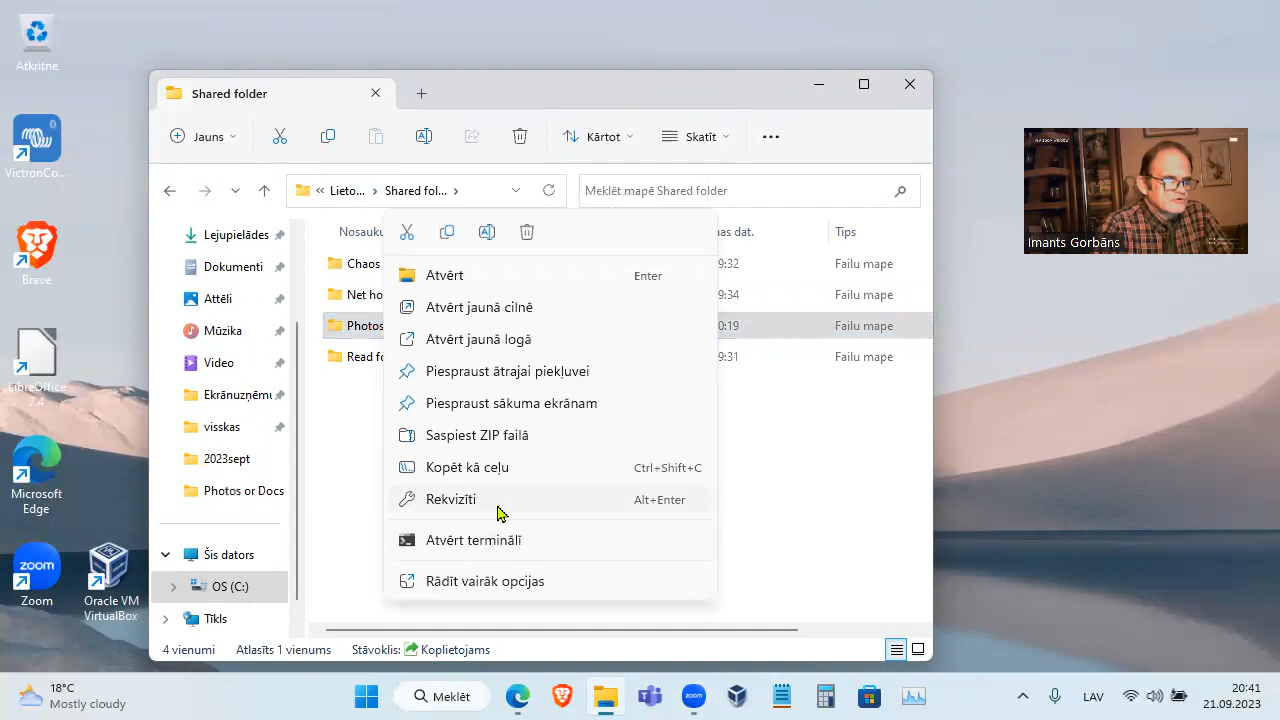 Atkritne
VictronCo...
Brave
LibreOffice
7.4
Microsoft
Edge
Zoom
Oracle VM
VirtualBox
Shared folder
Jauns
Kārtot
Skatīt
Lieto...
Shared fol...
Meklēt mapē Shared folder
Lejupielādes
Dokumenti
Attēli
Mūzika
Video
Ekrānuzņēmu
visskas
2023sept
Photos or Docs
Šis dators
OS (C:)
Tīkls
Nosauku
nas dat.
Tips
Chaos
9:32
Failu mape
Net ho
9:34
Failu mape
Photos
0:19
Failu mape
Read fo
9:31
Failu mape
Atvērt
Enter
Atvērt jaunā cilnē
Atvērt jaunā logā
Piespraust ātrajai piekļuvei
Piespraust sākuma ekrānam
Saspiest ZIP failā
Kopēt kā ceļu
Ctrl+Shift+C
Rekvizīti
Alt+Enter
Atvērt terminālī
Rādīt vairāk opcijas
4 vienumi
Atlasīts 1 vienums
Stāvoklis:
Koplietojams
Imants Gorbāns
18°C
Mostly cloudy
Meklēt
LAV
20:41
21.09.2023